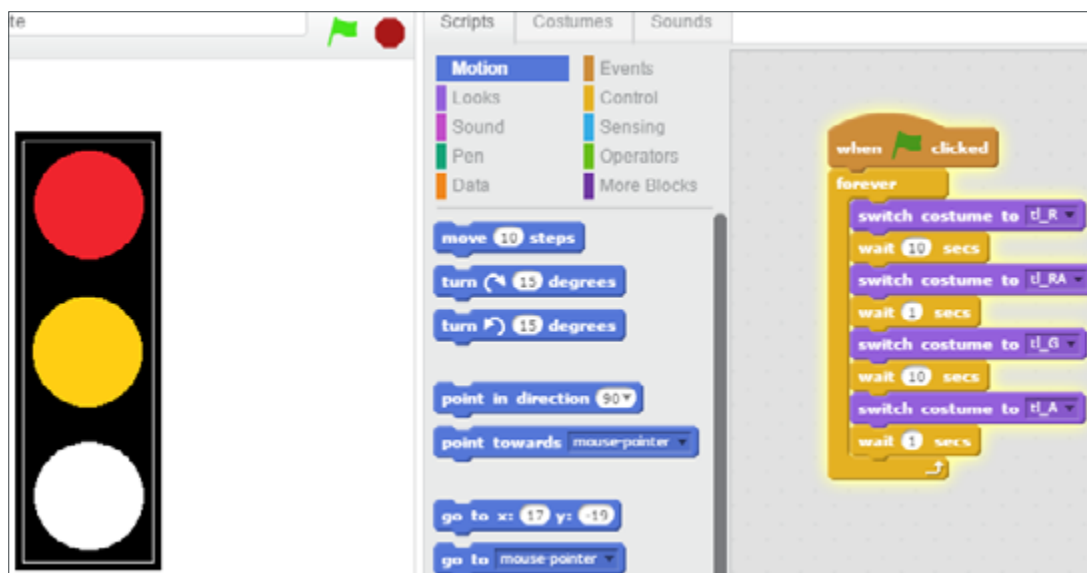 te
Scripts Costumes Sounds
Motion Events
Looks Control
Sound Sensing
Pen Operators
Data More Blocks
move 10 steps
turn 15 degrees
turn 15 degrees
point in direction 90
point towards mouse-pointer
go to x: 17 y: -19
go to mouse-pointer
when clicked
forever
switch costume to tl_R
wait 10 secs
switch costume to tl_RA
wait 1 secs
switch costume to tl_G
wait 10 secs
switch costume to tl_A
wait 1 secs